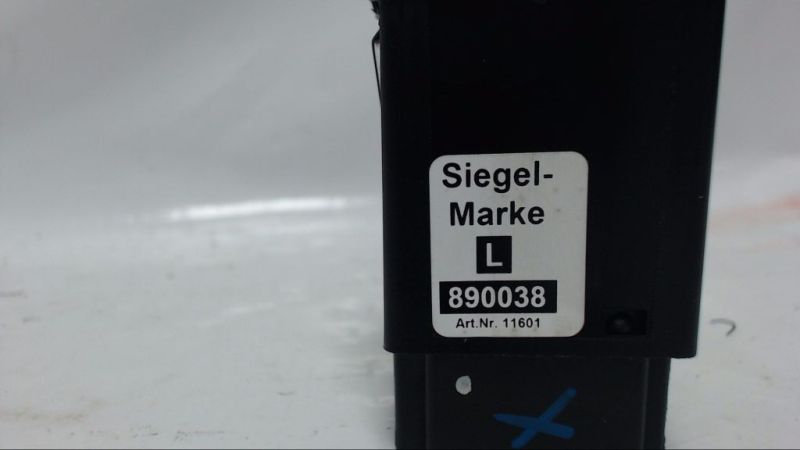 Siegel-
Marke
L
890038
Art.Nr. 11601